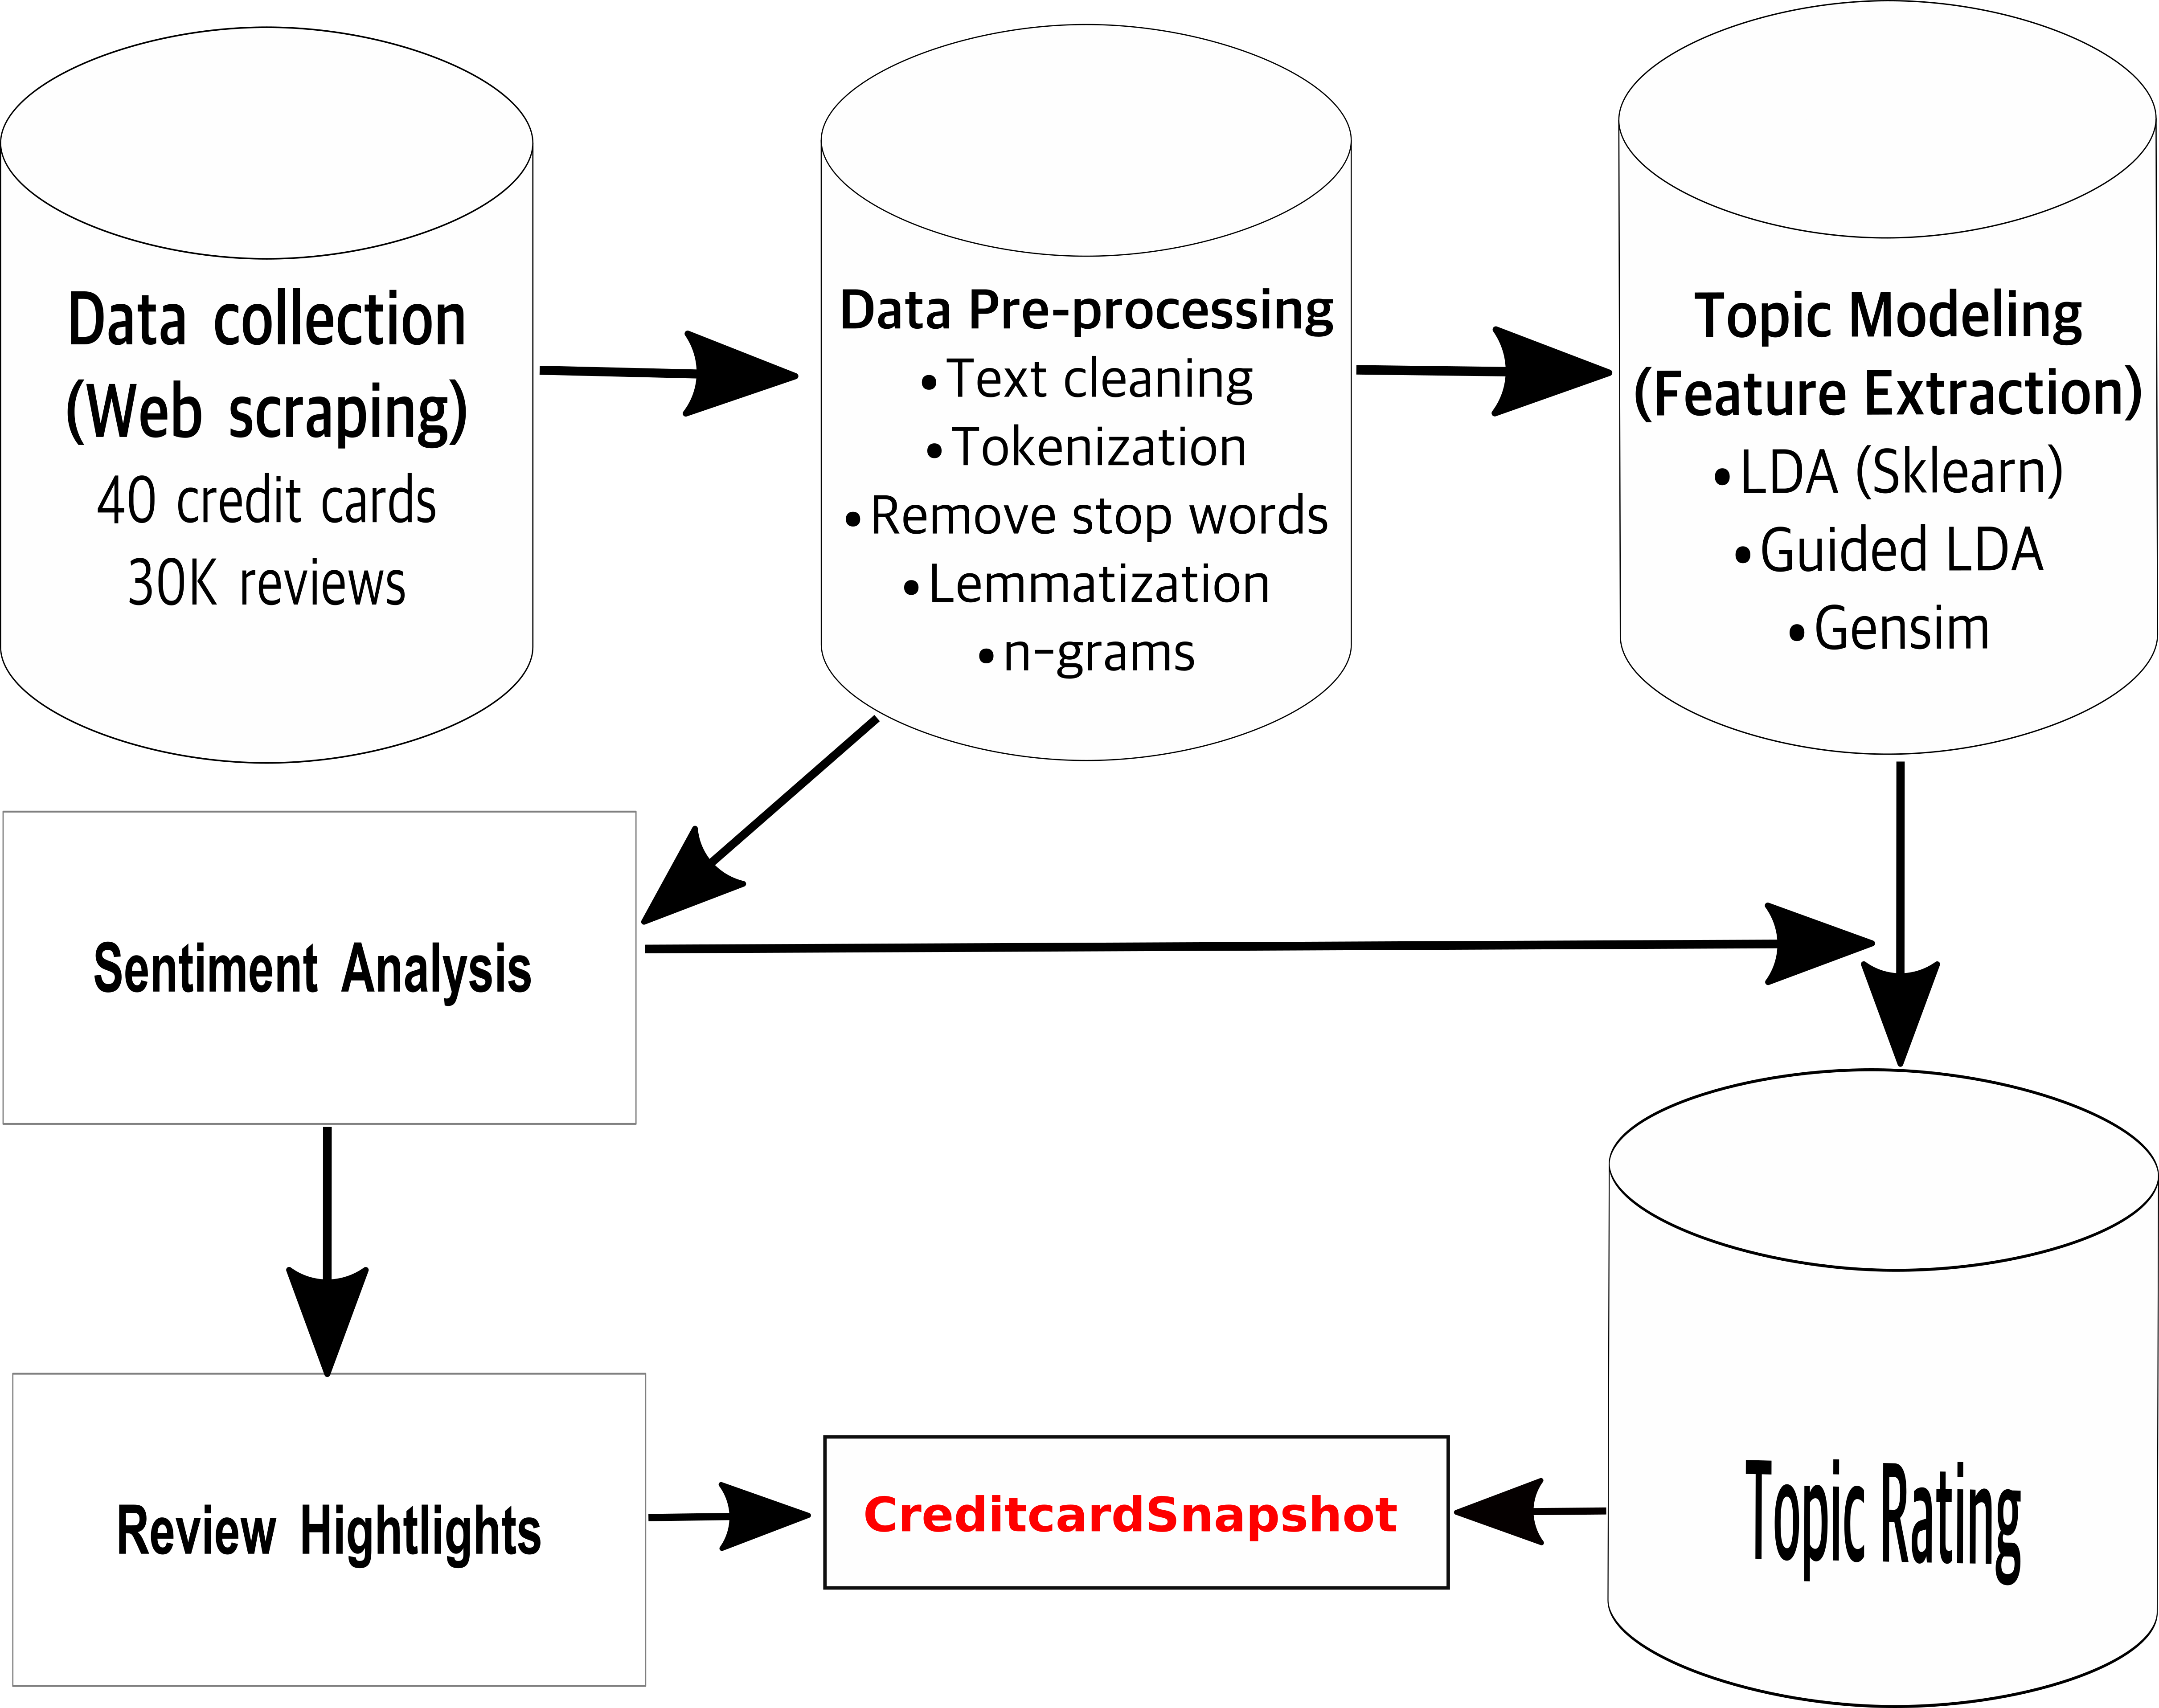 Data collection
(Web scraping)
40 credit cards
30K reviews
Data Pre-processing
•Text cleaning
•Tokenization
•Remove stop words
•Lemmatization
•n-grams
Topic Modeling
(Feature Extraction)
•LDA (Sklearn)
•Guided LDA
•Gensim
Sentiment Analysis
Review Hightlights
CreditcardSnapshot
Topic Rating